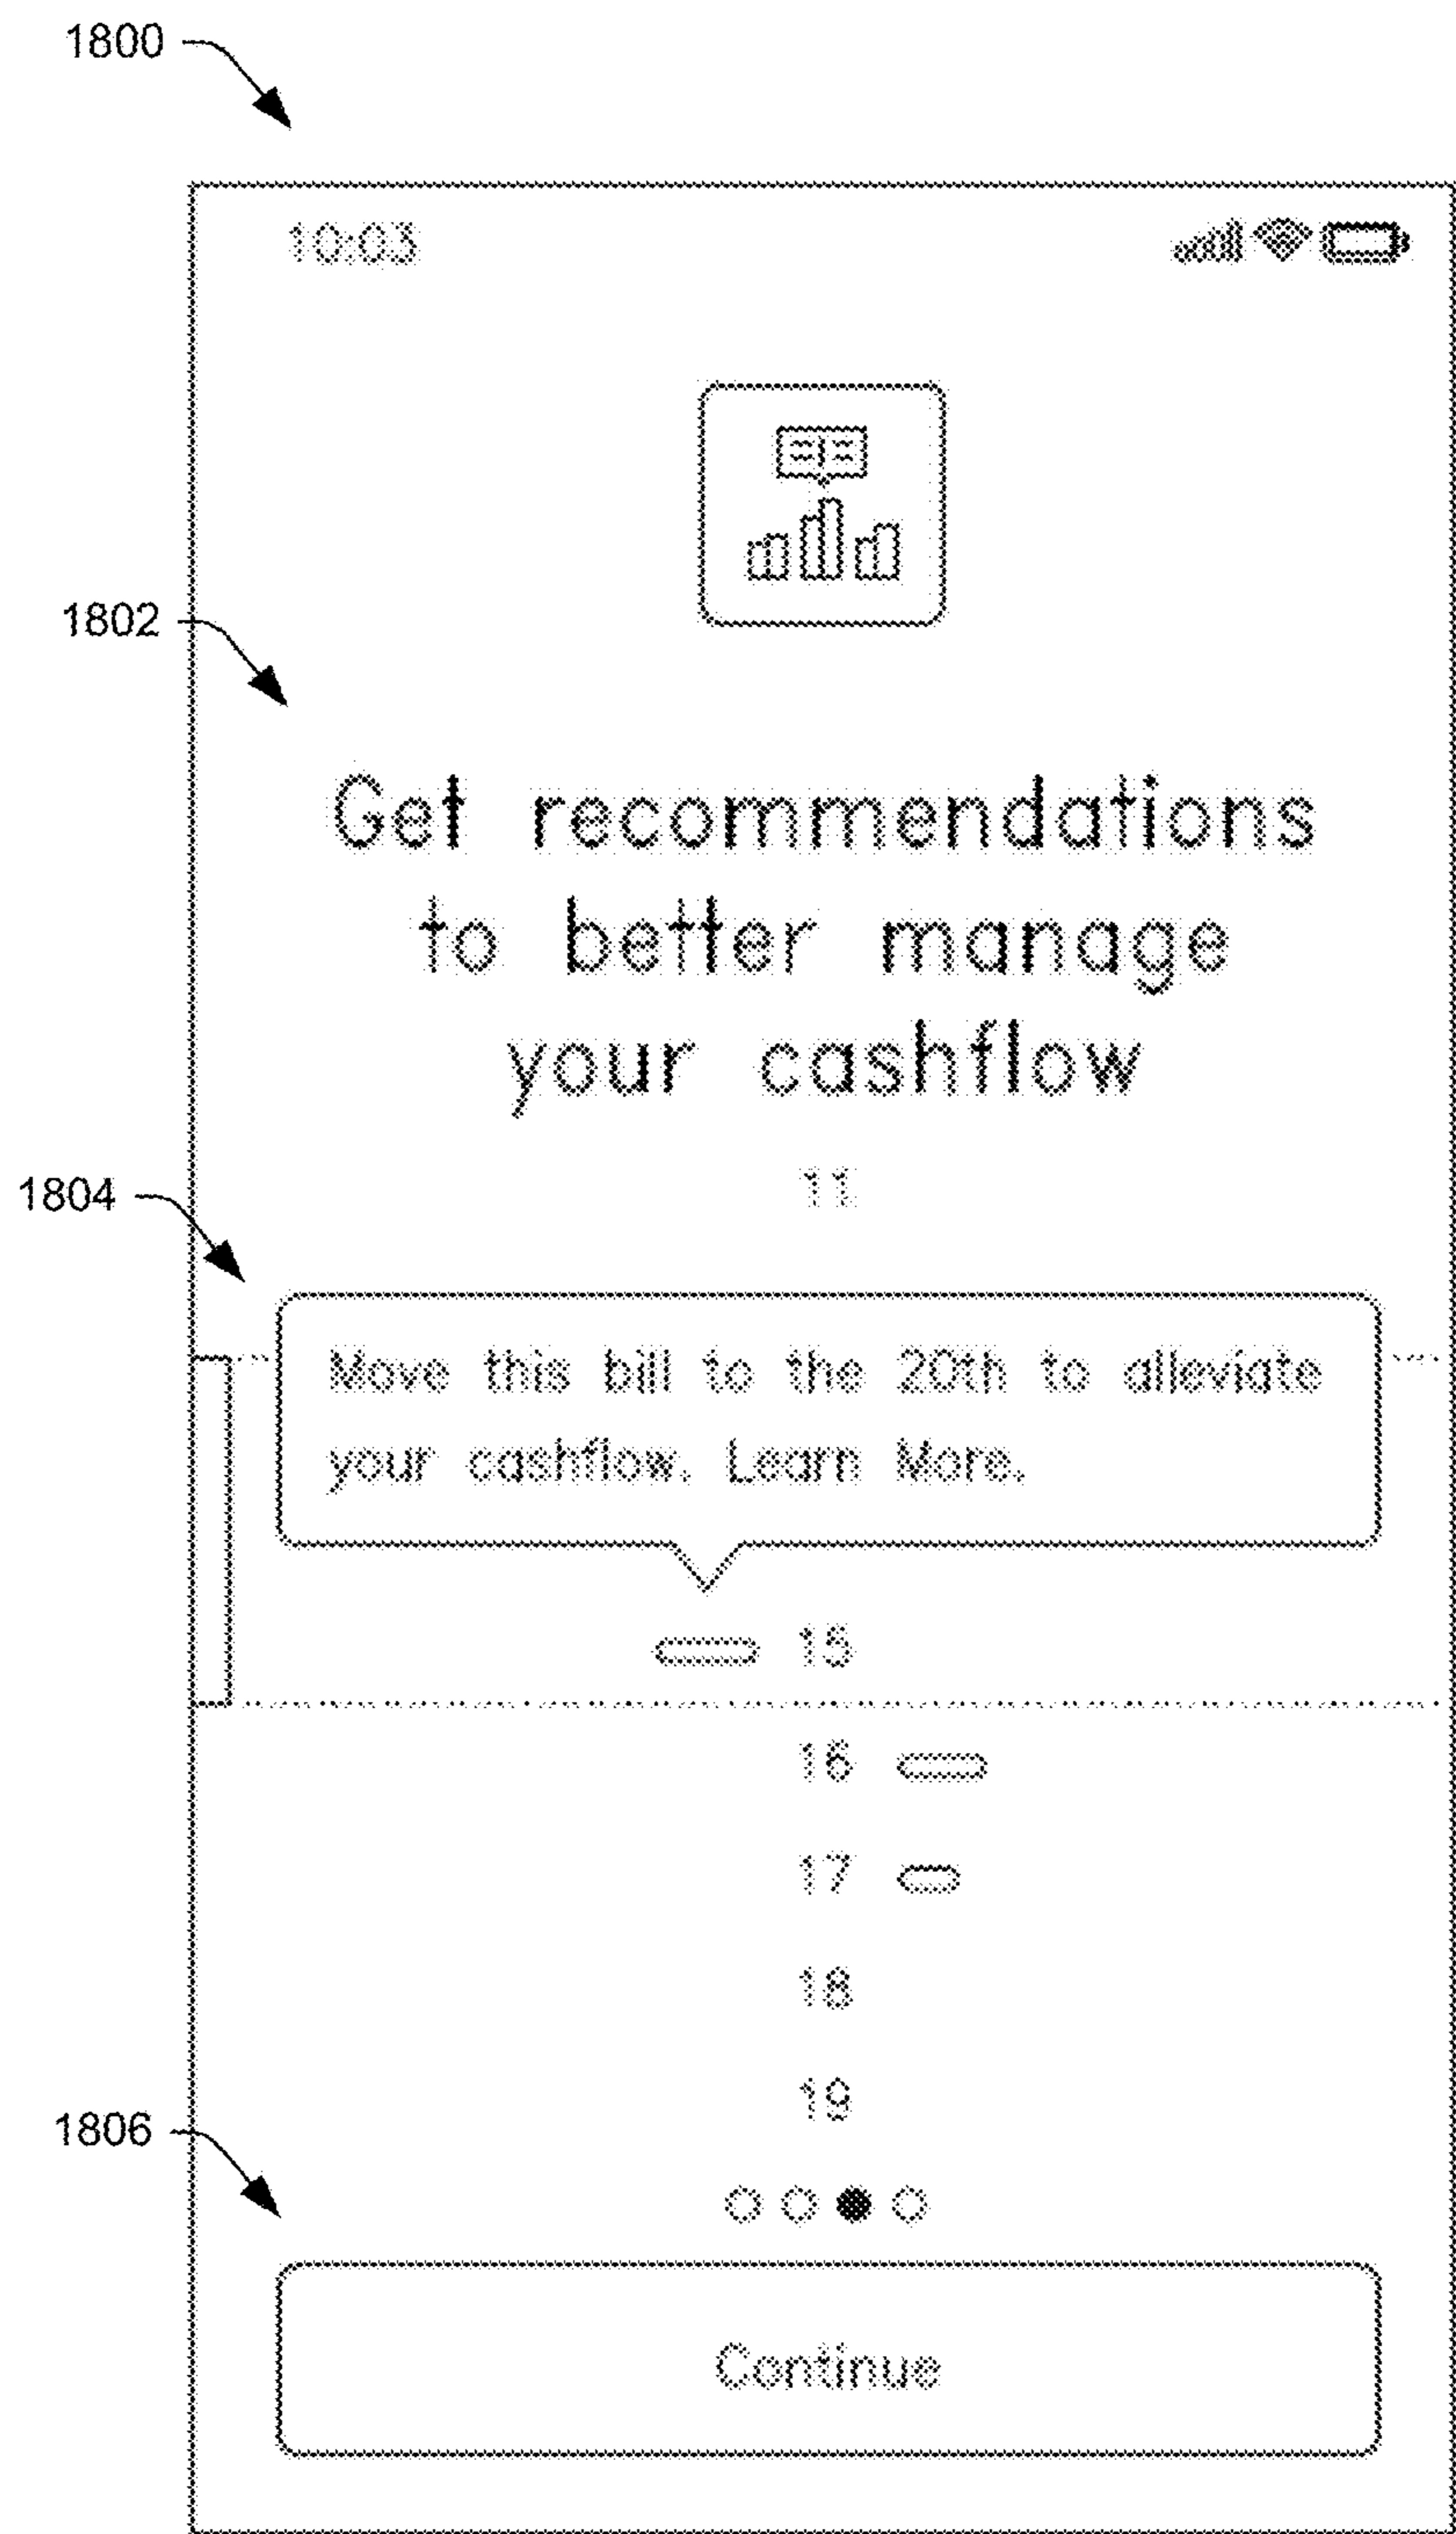 1800
10:03
1802
Get recommendations
to better manage
your cashflow
11
1804
Move this bill to the 20th to alleviate
your cashflow. Learn More.
15
16
17
18
19
1806
Continue